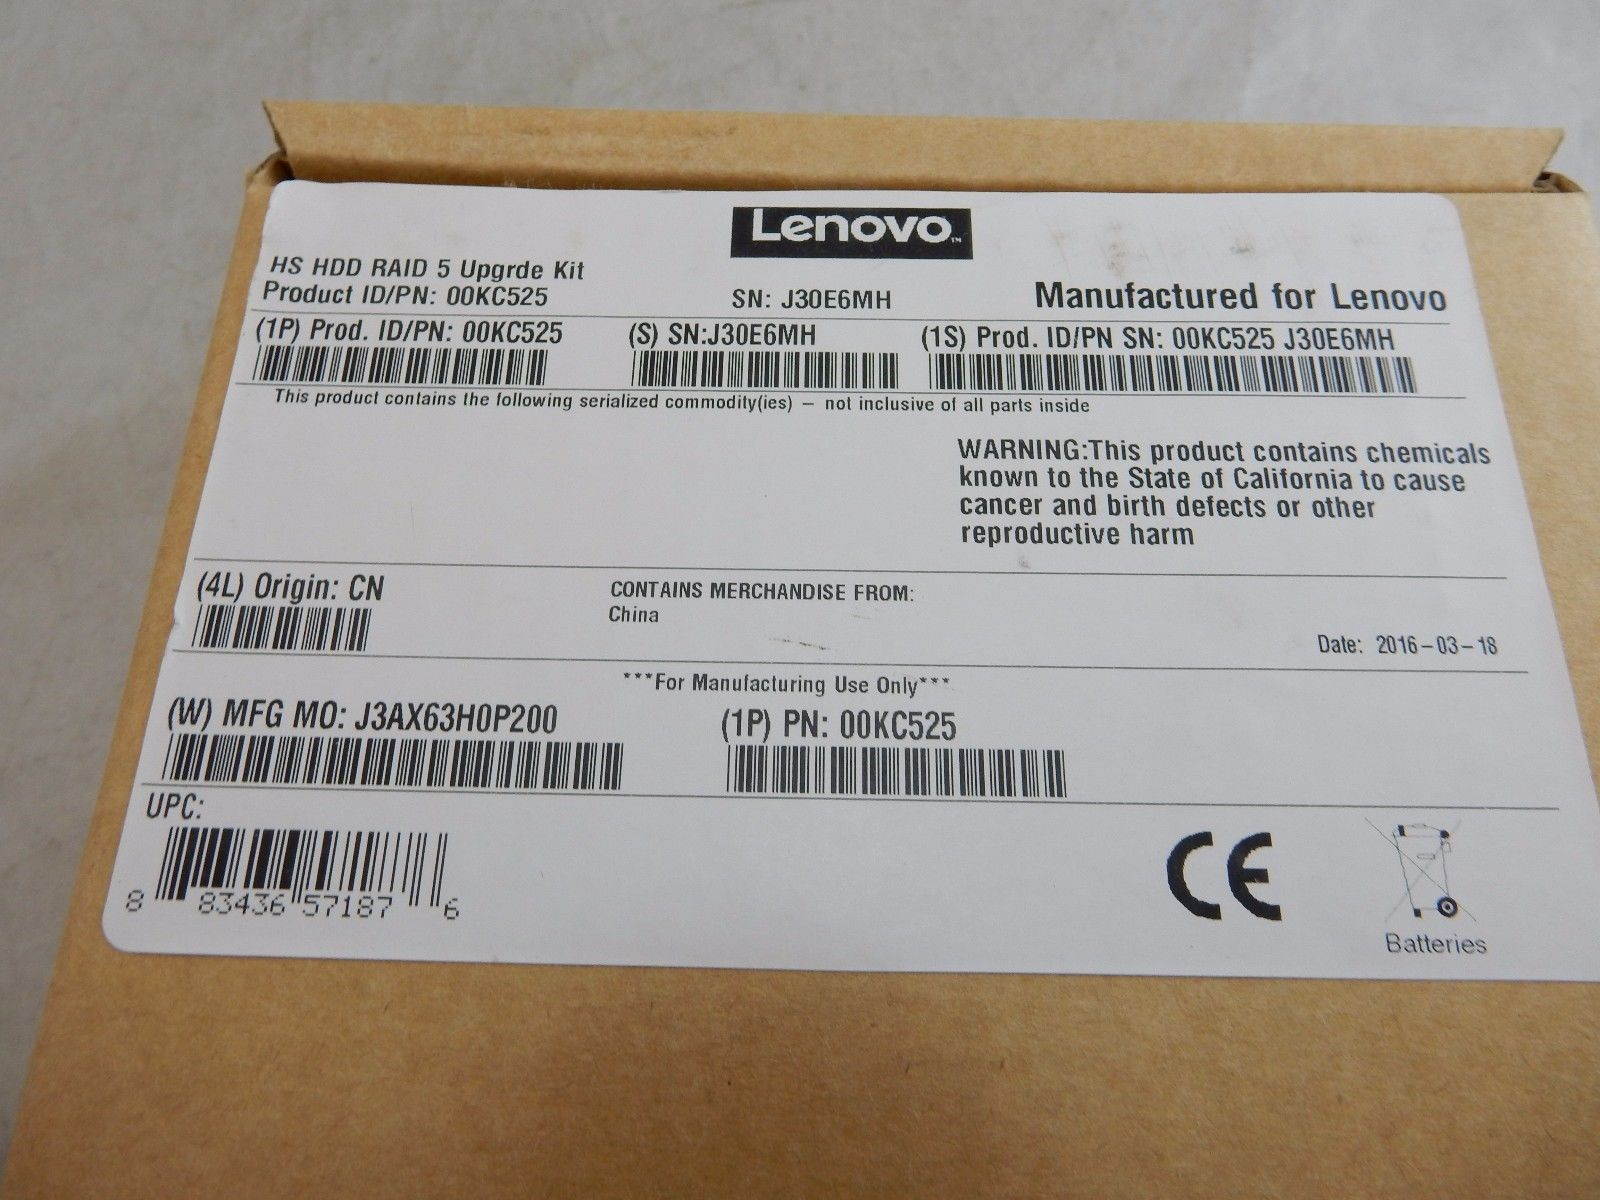 Lenovo™
HS HDD RAID 5 Upgrde Kit
Product ID/PN: 00KC525
SN: J30E6MH
Manufactured for Lenovo
(1P) Prod. ID/PN: 00KC525
(S) SN:J30E6MH
(1S) Prod. ID/PN SN: 00KC525 J30E6MH
This product contains the following serialized commodity(ies) — not inclusive of all parts inside
WARNING:This product contains chemicals
known to the State of California to cause
cancer and birth defects or other
reproductive harm
(4L) Origin: CN
CONTAINS MERCHANDISE FROM:
China
Date: 2016-03-18
***For Manufacturing Use Only***
(W) MFG MO: J3AX63H0P200
(1P) PN: 00KC525
UPC:
8 83436 57187 6
CE
Batteries